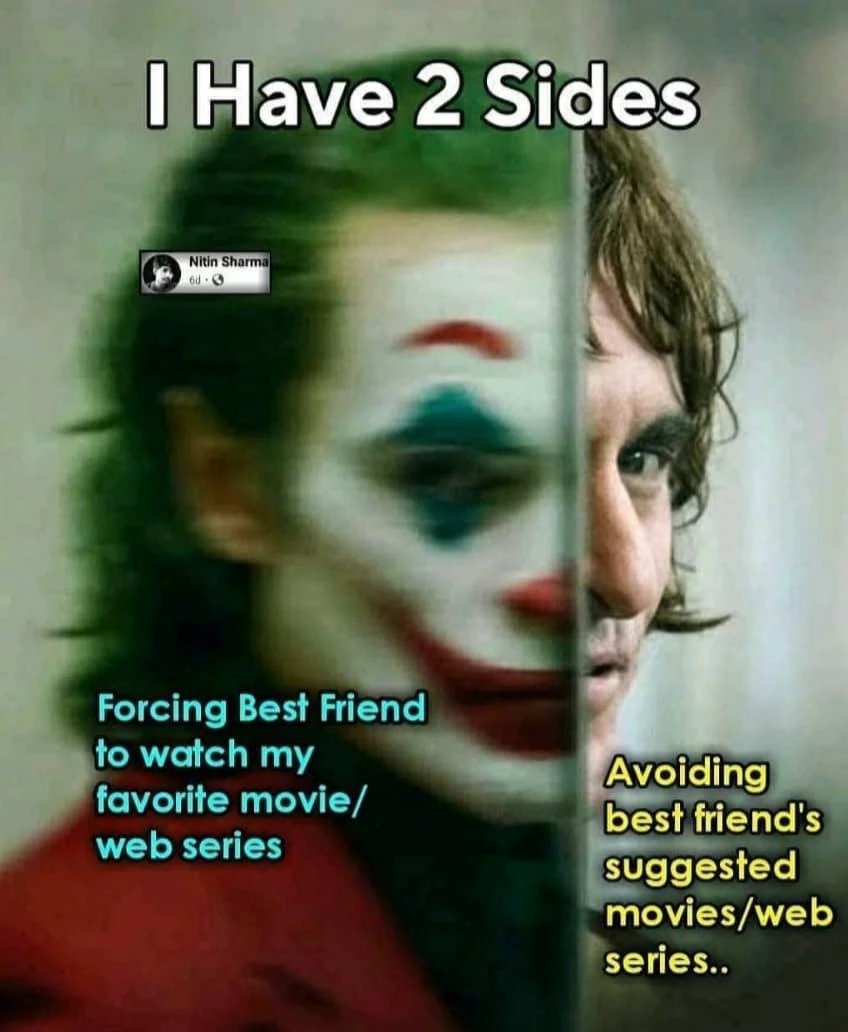 I Have 2 Sides
Nitin Sharma
6d ·
Forcing Best Friend
to watch my
favorite movie/
web series
Avoiding
best friend's
suggested
movies/web
series..